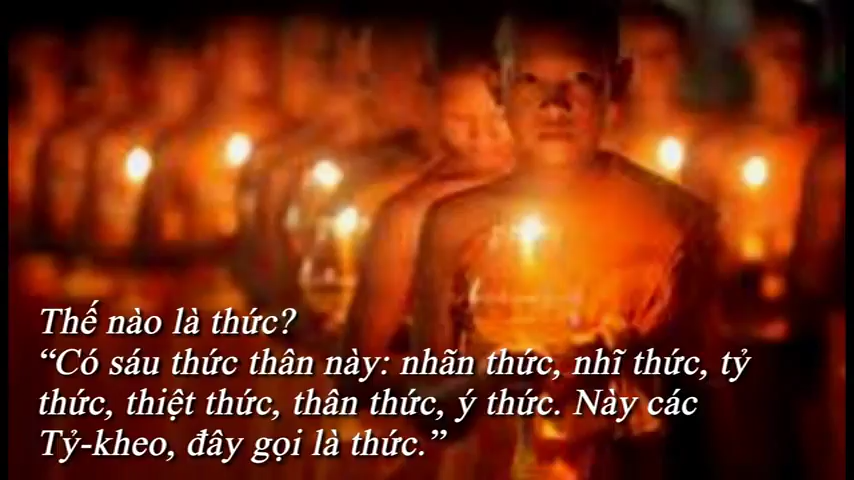 Thế nào là thức?
“Có sáu thức thân này: nhãn thức, nhĩ thức, tỷ
thức, thiệt thức, thân thức, ý thức. Này các
Tỷ-kheo, đây gọi là thức.”